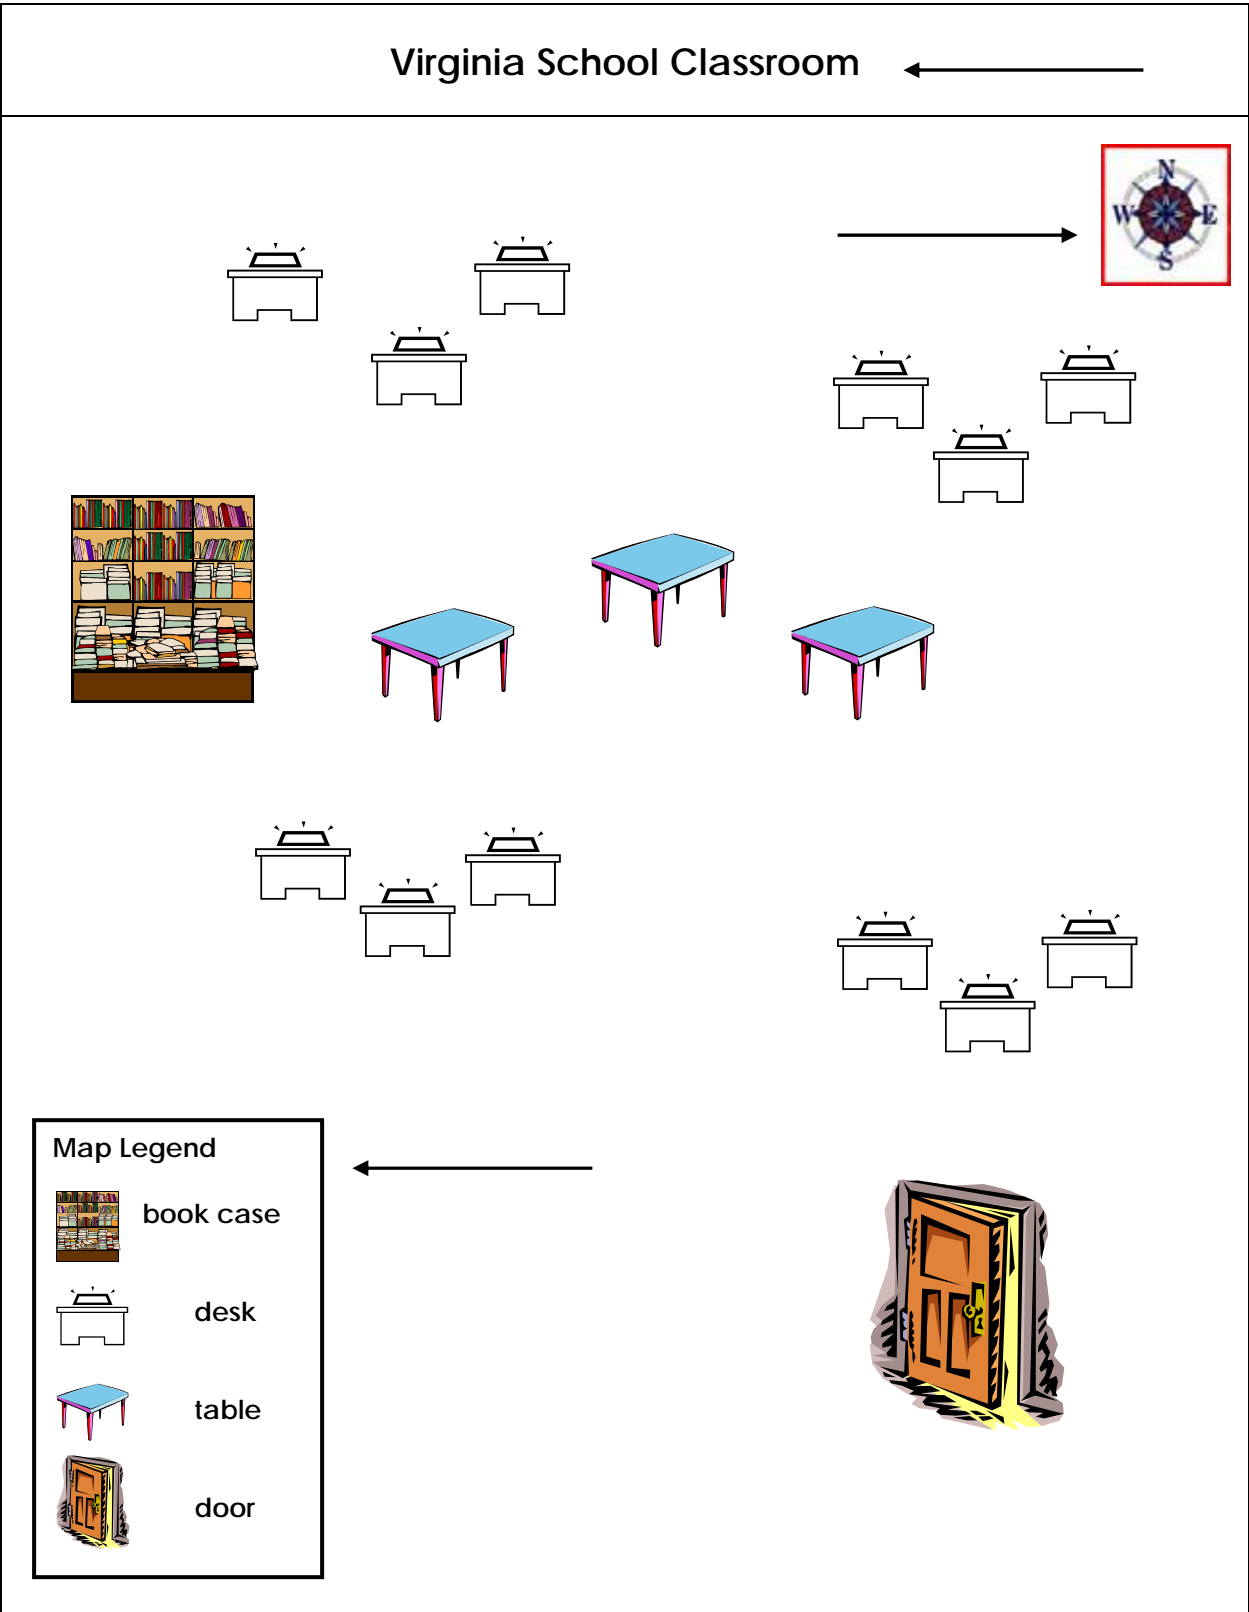 Virginia School Classroom
N
W E
S
Map Legend
book case
desk
table
door